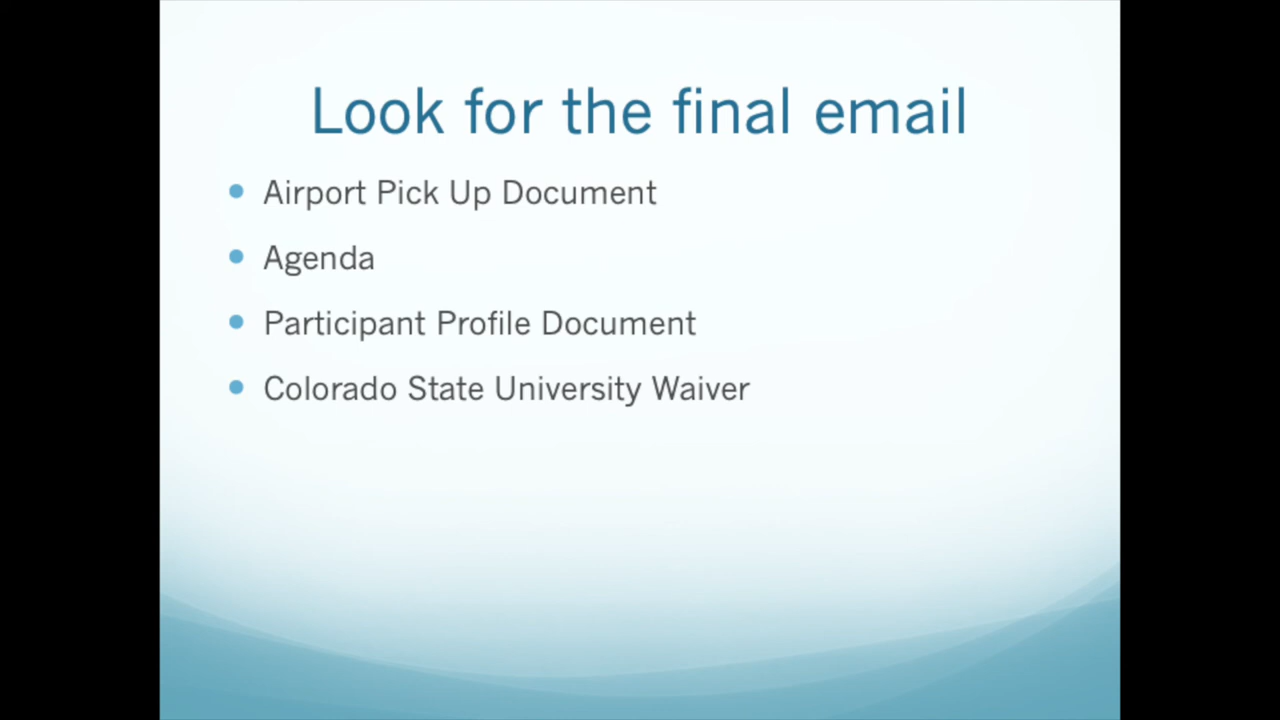 Look for the final email
Airport Pick Up Document
Agenda
Participant Profile Document
Colorado State University Waiver